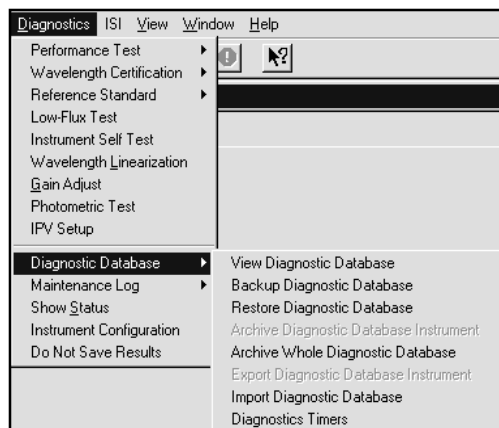 Diagnostics ISI View Window Help
Performance Test
Wavelength Certification
Reference Standard
Low-Flux Test
Instrument Self Test
Wavelength Linearization
Gain Adjust
Photometric Test
IPV Setup
Diagnostic Database
Maintenance Log
Show Status
Instrument Configuration
Do Not Save Results
View Diagnostic Database
Backup Diagnostic Database
Restore Diagnostic Database
Archive Diagnostic Database Instrument
Archive Whole Diagnostic Database
Export Diagnostic Database Instrument
Import Diagnostic Database
Diagnostics Timers